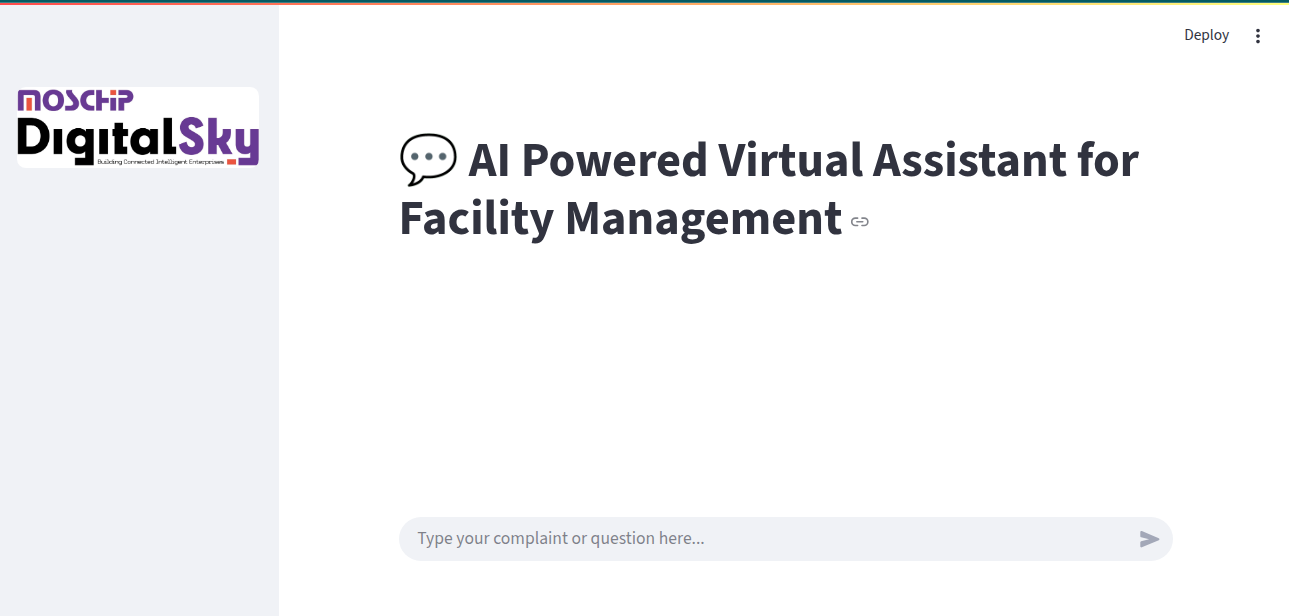 Deploy
MOSCHIP
DigitalSky
Building Connected Intelligent Enterprises
AI Powered Virtual Assistant for
Facility Management
Type your complaint or question here...